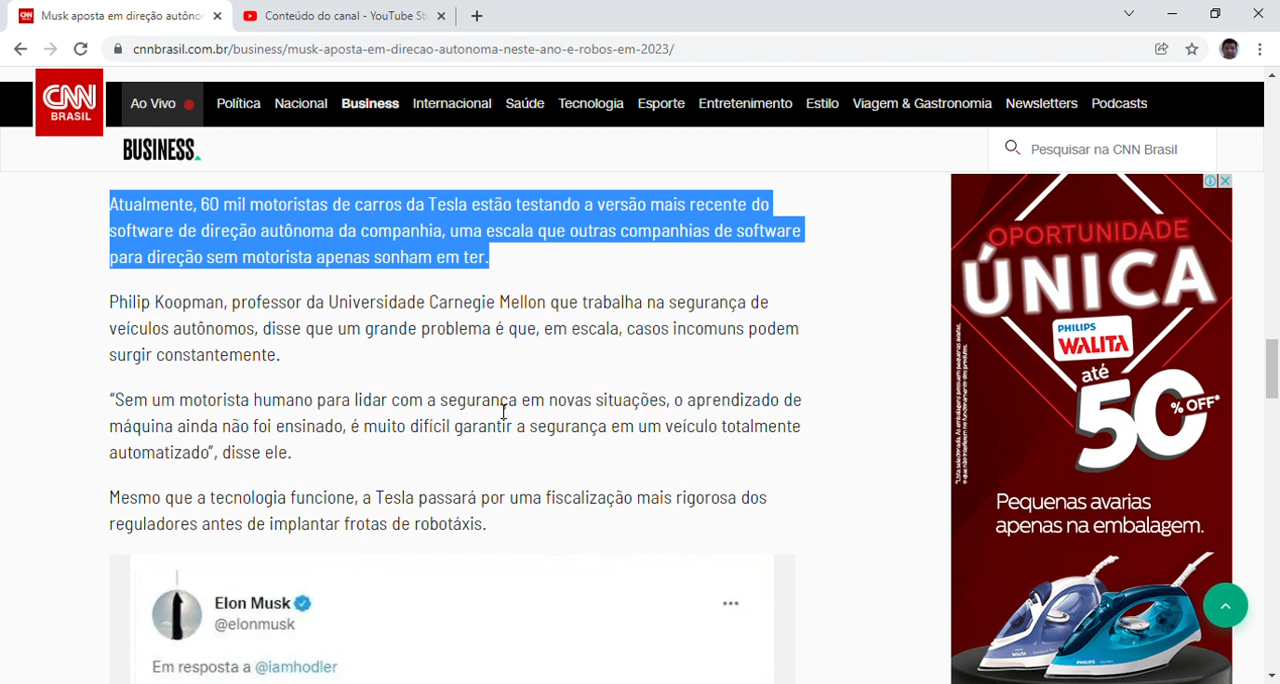 Musk aposta em direção autôno
Conteúdo do canal - YouTube St
cnnbrasil.com.br/business/musk-aposta-em-direcao-autonoma-neste-ano-e-robos-em-2023/
CNN
BRASIL
Ao Vivo Política Nacional Business Internacional Saúde Tecnologia Esporte Entretenimento Estilo Viagem & Gastronomia Newsletters Podcasts
BUSINESS
Pesquisar na CNN Brasil
Atualmente, 60 mil motoristas de carros da Tesla estão testando a versão mais recente do
software de direção autônoma da companhia, uma escala que outras companhias de software
para direção sem motorista apenas sonham em ter.
Philip Koopman, professor da Universidade Carnegie Mellon que trabalha na segurança de
veículos autônomos, disse que um grande problema é que, em escala, casos incomuns podem
surgir constantemente.
“Sem um motorista humano para lidar com a segurança em novas situações, o aprendizado de
máquina ainda não foi ensinado, é muito difícil garantir a segurança em um veículo totalmente
automatizado”, disse ele.
Mesmo que a tecnologia funcione, a Tesla passará por uma fiscalização mais rigorosa dos
reguladores antes de implantar frotas de robotáxis.
Elon Musk
@elonmusk
Em resposta a @iamhodler
OPORTUNIDADE
ÚNICA
PHILIPS
WALITA
até
50
% OFF*
Pequenas avarias
apenas na embalagem.